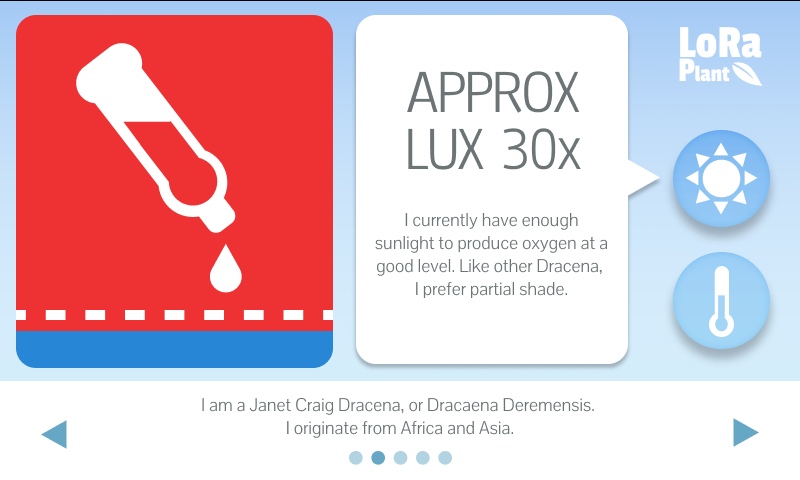 LoRa
Plant
APPROX
LUX 30x
I currently have enough
sunlight to produce oxygen at a
good level. Like other Dracena,
I prefer partial shade.
I am a Janet Craig Dracena, or Dracaena Deremensis.
I originate from Africa and Asia.